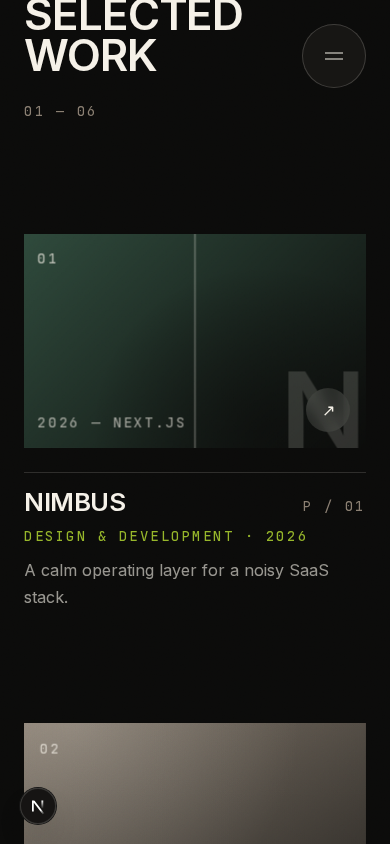 SELECTED
WORK
01 — 06
01
2026 — NEXT.JS
N
↗
NIMBUS
P / 01
DESIGN & DEVELOPMENT · 2026
A calm operating layer for a noisy SaaS
stack.
02
N